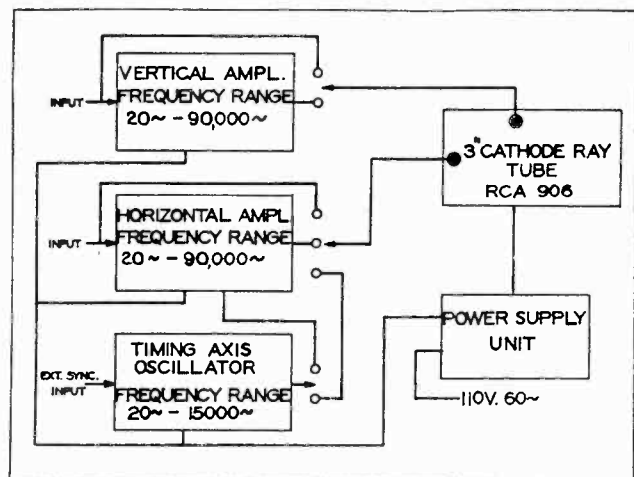 VERTICAL AMPL.
INPUT
FREQUENCY RANGE
20~ - 90,000~
3" CATHODE RAY
TUBE
RCA 906
HORIZONTAL AMPL
INPUT
FREQUENCY RANGE
20~ - 90,000~
TIMING AXIS
OSCILLATOR
EXT. SYNC.
INPUT
FREQUENCY RANGE
20~ - 15000~
POWER SUPPLY
UNIT
110V. 60~